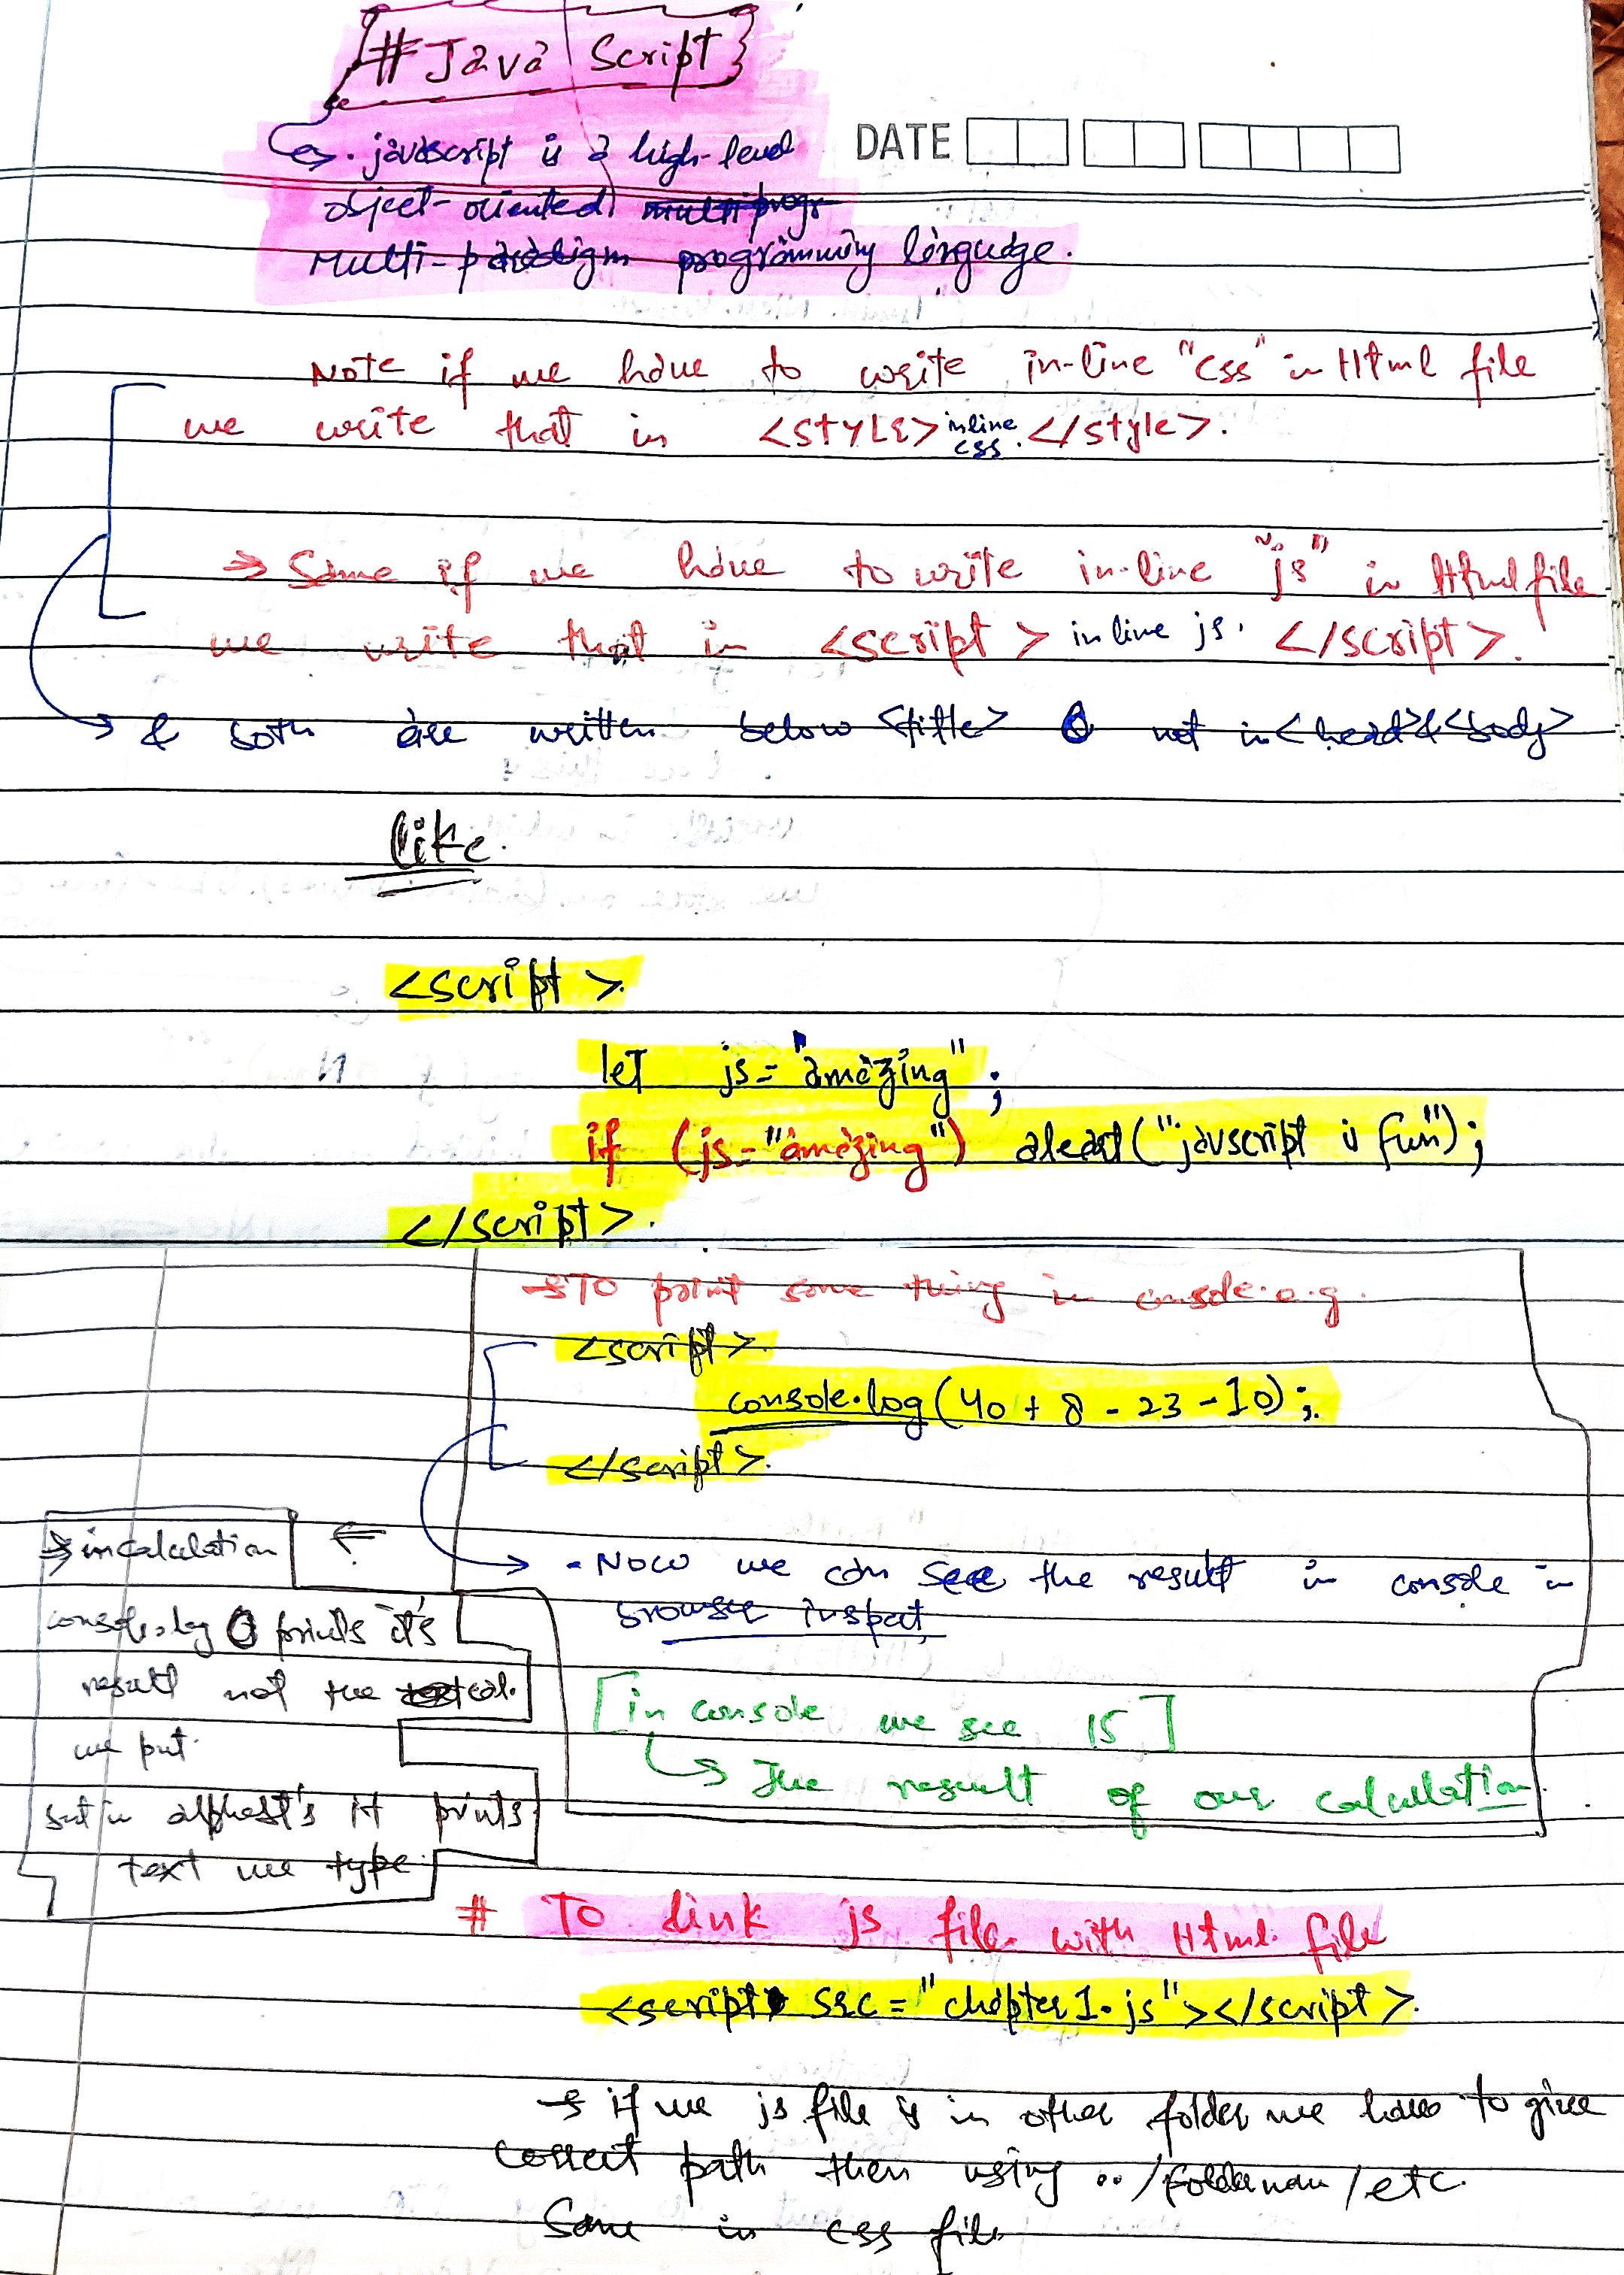 # Java Script
DATE
→ . javascript is a high-level
object-oriented multi progr
Multi-paradigm programming language.
Note if we have to write in-line "css" in Html file
we write that in <STYLE> inline css. </style>.
⇒ Same if we have to write in-line "js" in Html file
we write that in <script> inline js. </script>.
→ & both are written below <title> & not in <head> & <body>
like.
<script>
let js = "amazing";
if (js = "amazing") aleart("javscript is fun");
</script>.
→ To print some thing in console. e.g.
<script>
console.log(40 + 8 - 23 - 10);
</script>.
→ - Now we can see the result in console in
browser inspect
[in console we see 15]
↳ The result of our calculation.
⇒ in calculation ←
console.log () prints it's
result not the text cal.
we put.
but in alphabet's it prints
text we type.
# To link js file with Html file
<script src = "chapter1.js"></script>.
→ if we js file is in other folder we have to give
correct path then using ../foldernam/etc.
Same in css file